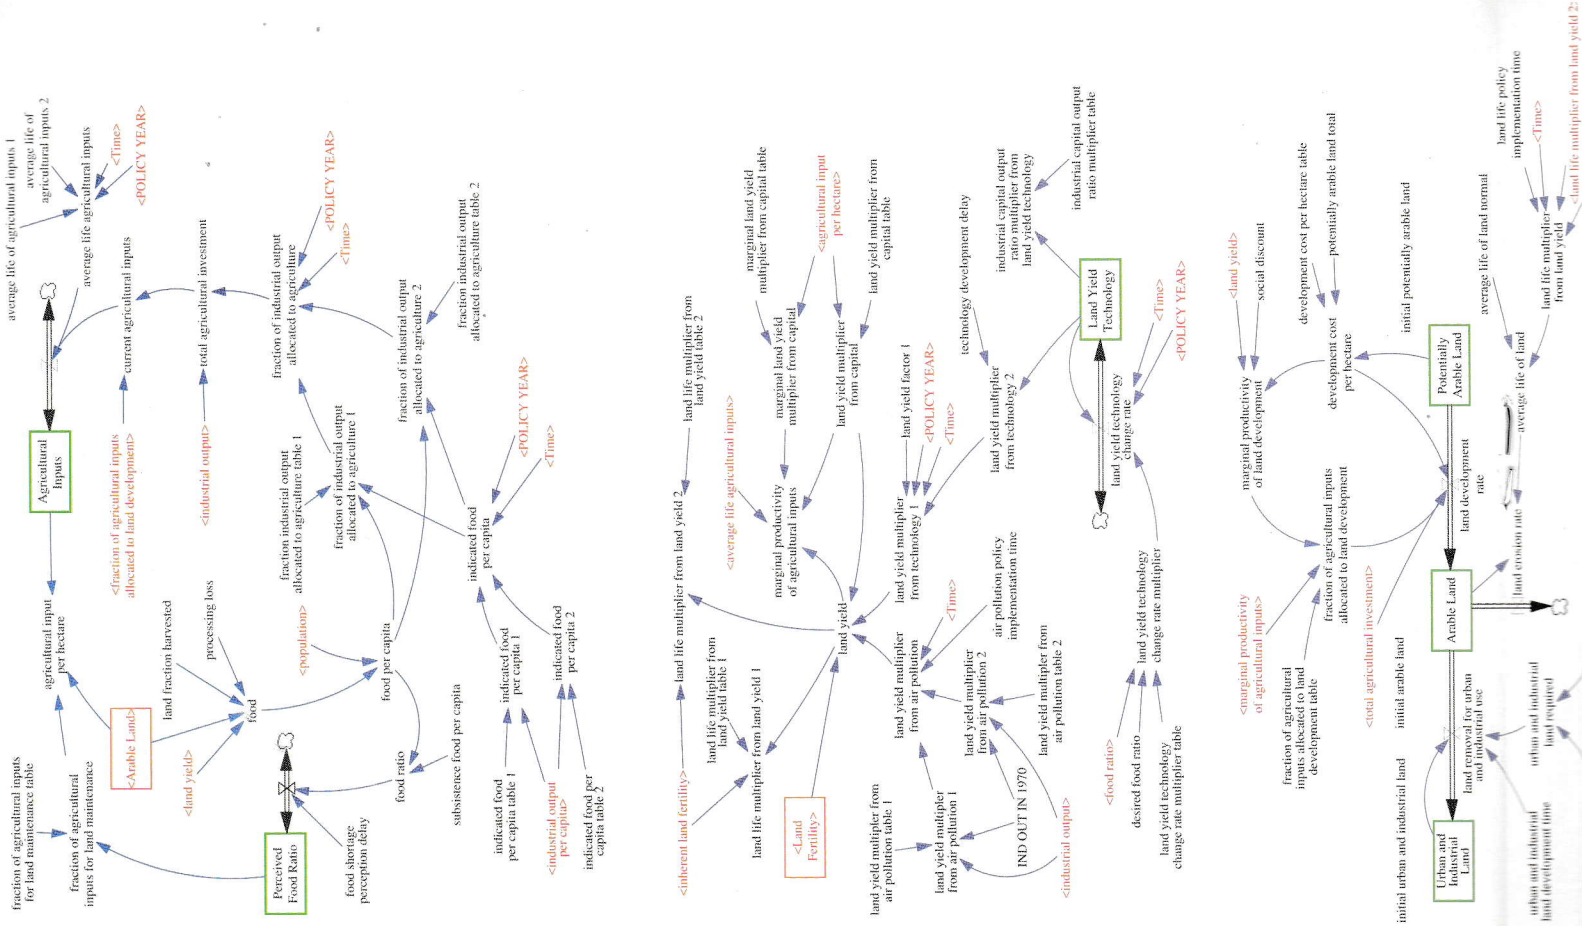 fraction of agricultural inputs
for land maintenance table
average life of agricultural inputs 1
average life of
agricultural inputs 2
fraction of agricultural
inputs for land maintenance
agricultural input
per hectare
Agricultural
Inputs
average life agricultural inputs
<Time>
<POLICY YEAR>
<fraction of agricultural inputs
allocated to land development>
current agricultural inputs
<Arable Land>
land fraction harvested
<land yield>
processing loss
<industrial output>
total agricultural investment
food
Perceived
Food Ratio
<population>
fraction industrial output
allocated to agriculture table 1
fraction of industrial output
allocated to agriculture
<POLICY YEAR>
<Time>
food shortage
perception delay
fraction of industrial output
allocated to agriculture 1
food per capita
food ratio
fraction of industrial output
allocated to agriculture 2
subsistence food per capita
fraction industrial output
allocated to agriculture table 2
indicated food
per capita
<POLICY YEAR>
<Time>
indicated food
per capita table 1
indicated food
per capita 1
<industrial output
per capita>
indicated food
per capita 2
indicated food per
capita table 2
<inherent land fertility>
land life multiplier from land yield 2
land life multiplier from
land yield table 2
land life multiplier from
land yield table 1
<average life agricultural inputs>
land life multiplier from land yield 1
marginal land yield
multiplier from capital table
marginal productivity
of agricultural inputs
marginal land yield
multiplier from capital
<Land
Fertility>
<agricultural input
per hectare>
land yield
land yield multiplier
from capital
land yield multiplier from
capital table
land yield multipler from
air pollution table 1
land yield multiplier
from air pollution
land yield multiplier
from technology 1
land yield factor 1
<POLICY YEAR>
<Time>
<Time>
land yield multiplier
from air pollution 1
technology development delay
land yield multiplier
from air pollution 2
air pollution policy
implementation time
land yield multiplier
from technology 2
IND OUT IN 1970
industrial capital output
ratio multiplier from
land yield technology
land yield multipler from
air pollution table 2
<industrial output>
industrial capital output
ratio multiplier table
Land Yield
Technology
<food ratio>
land yield technology
change rate
<Time>
<POLICY YEAR>
desired food ratio
land yield technology
change rate multiplier
land yield technology
change rate multiplier table
<land yield>
social discount
<marginal productivity
of agricultural inputs>
marginal productivity
of land development
fraction of agricultural
inputs allocated to land
development table
fraction of agricultural inputs
allocated to land development
development cost per hectare table
potentially arable land total
development cost
per hectare
<total agricultural investment>
initial arable land
initial potentially arable land
initial urban and industrial land
Urban and
Industrial
Land
Arable Land
Potentially
Arable Land
land removal for urban
and industrial use
land development
rate
average life of land normal
land erosion rate
average life of land
land life policy
implementation time
<Time>
urban and industrial
land development time
urban and industrial
land required
land life multiplier
from land yield
<land life multiplier from land yield 2>